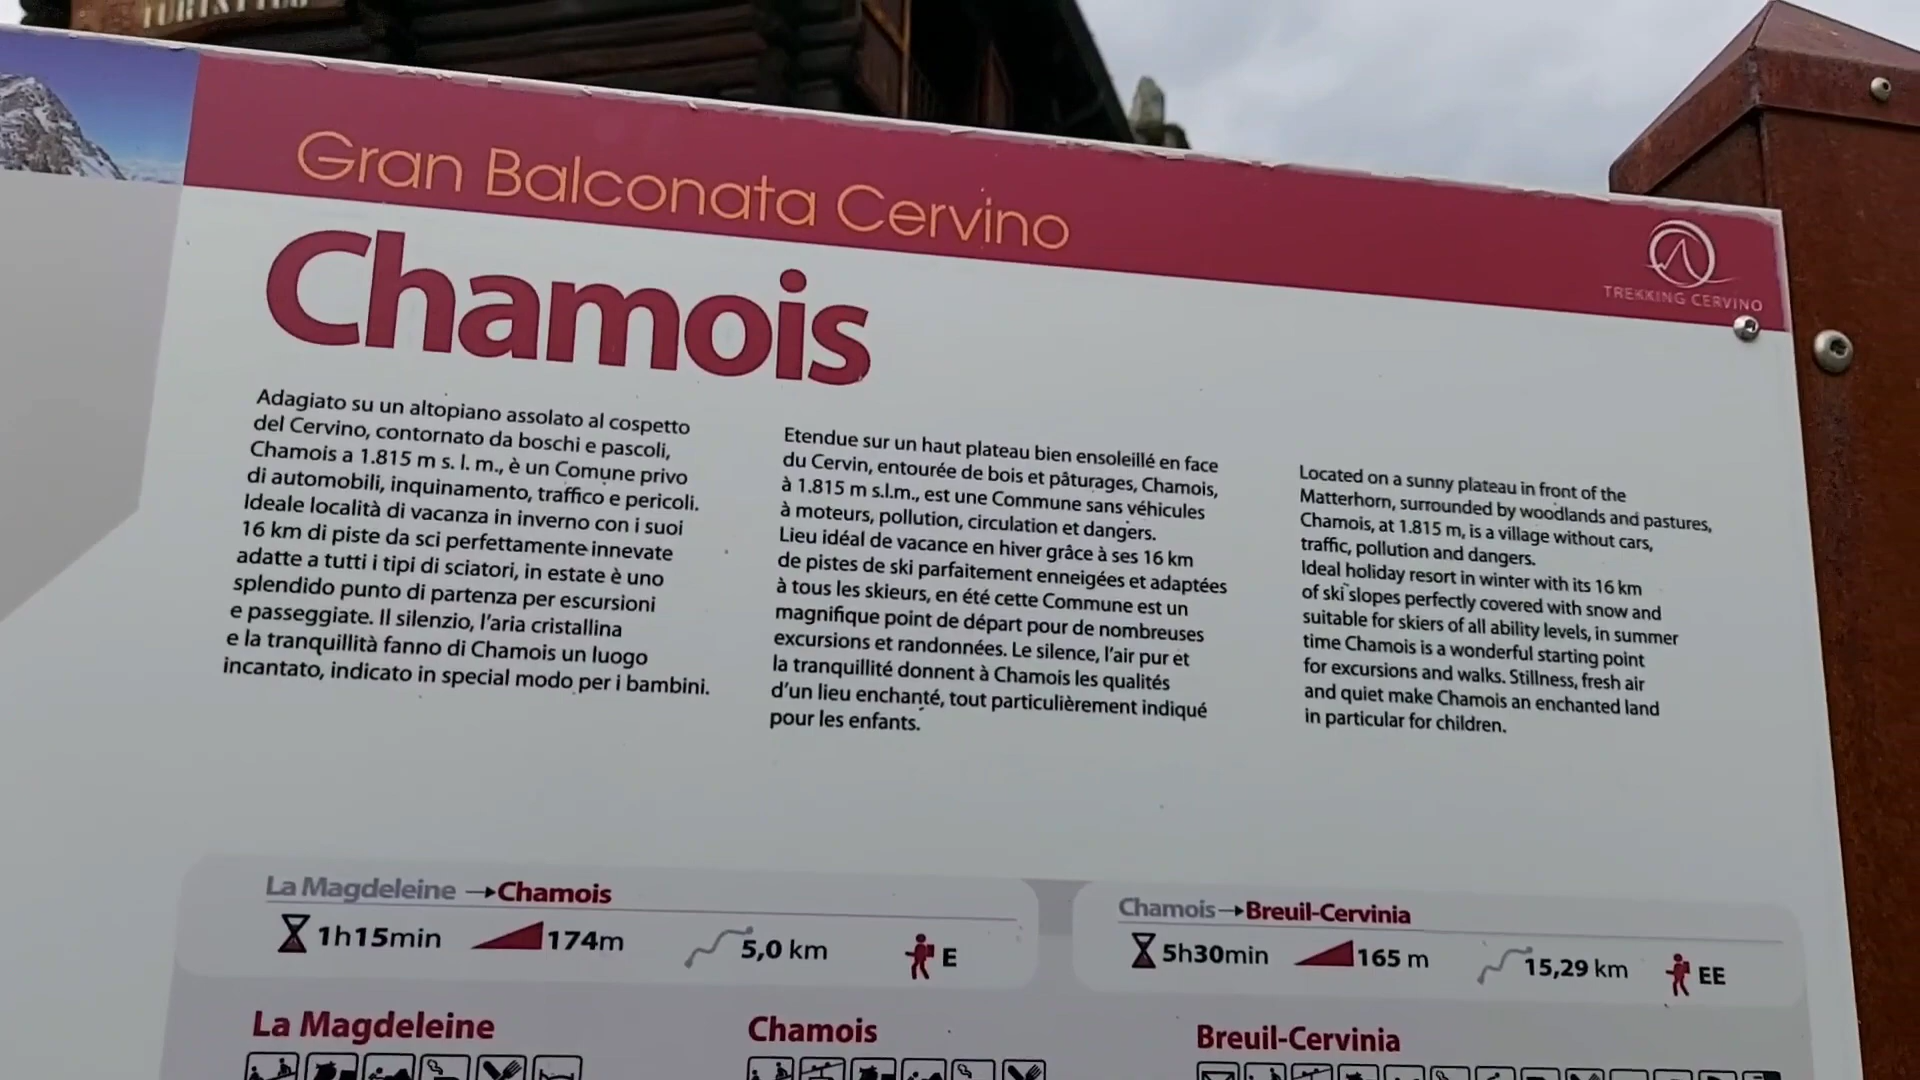 TURISTICO
Gran Balconata Cervino
TREKKING CERVINO
Chamois
Adagiato su un altopiano assolato al cospetto
del Cervino, contornato da boschi e pascoli,
Chamois a 1.815 m s. l. m., è un Comune privo
di automobili, inquinamento, traffico e pericoli.
Ideale località di vacanza in inverno con i suoi
16 km di piste da sci perfettamente innevate
adatte a tutti i tipi di sciatori, in estate è uno
splendido punto di partenza per escursioni
e passeggiate. Il silenzio, l'aria cristallina
e la tranquillità fanno di Chamois un luogo
incantato, indicato in special modo per i bambini.
Etendue sur un haut plateau bien ensoleillé en face
du Cervin, entourée de bois et pâturages, Chamois,
à 1.815 m s.l.m., est une Commune sans véhicules
à moteurs, pollution, circulation et dangers.
Lieu idéal de vacance en hiver grâce à ses 16 km
de pistes de ski parfaitement enneigées et adaptées
à tous les skieurs, en été cette Commune est un
magnifique point de départ pour de nombreuses
excursions et randonnées. Le silence, l'air pur et
la tranquillité donnent à Chamois les qualités
d'un lieu enchanté, tout particulièrement indiqué
pour les enfants.
Located on a sunny plateau in front of the
Matterhorn, surrounded by woodlands and pastures,
Chamois, at 1.815 m, is a village without cars,
traffic, pollution and dangers.
Ideal holiday resort in winter with its 16 km
of ski slopes perfectly covered with snow and
suitable for skiers of all ability levels, in summer
time Chamois is a wonderful starting point
for excursions and walks. Stillness, fresh air
and quiet make Chamois an enchanted land
in particular for children.
La Magdeleine → Chamois
1h15min 174m 5,0 km E
Chamois → Breuil-Cervinia
5h30min 165 m 15,29 km EE
La Magdeleine
Chamois
Breuil-Cervinia